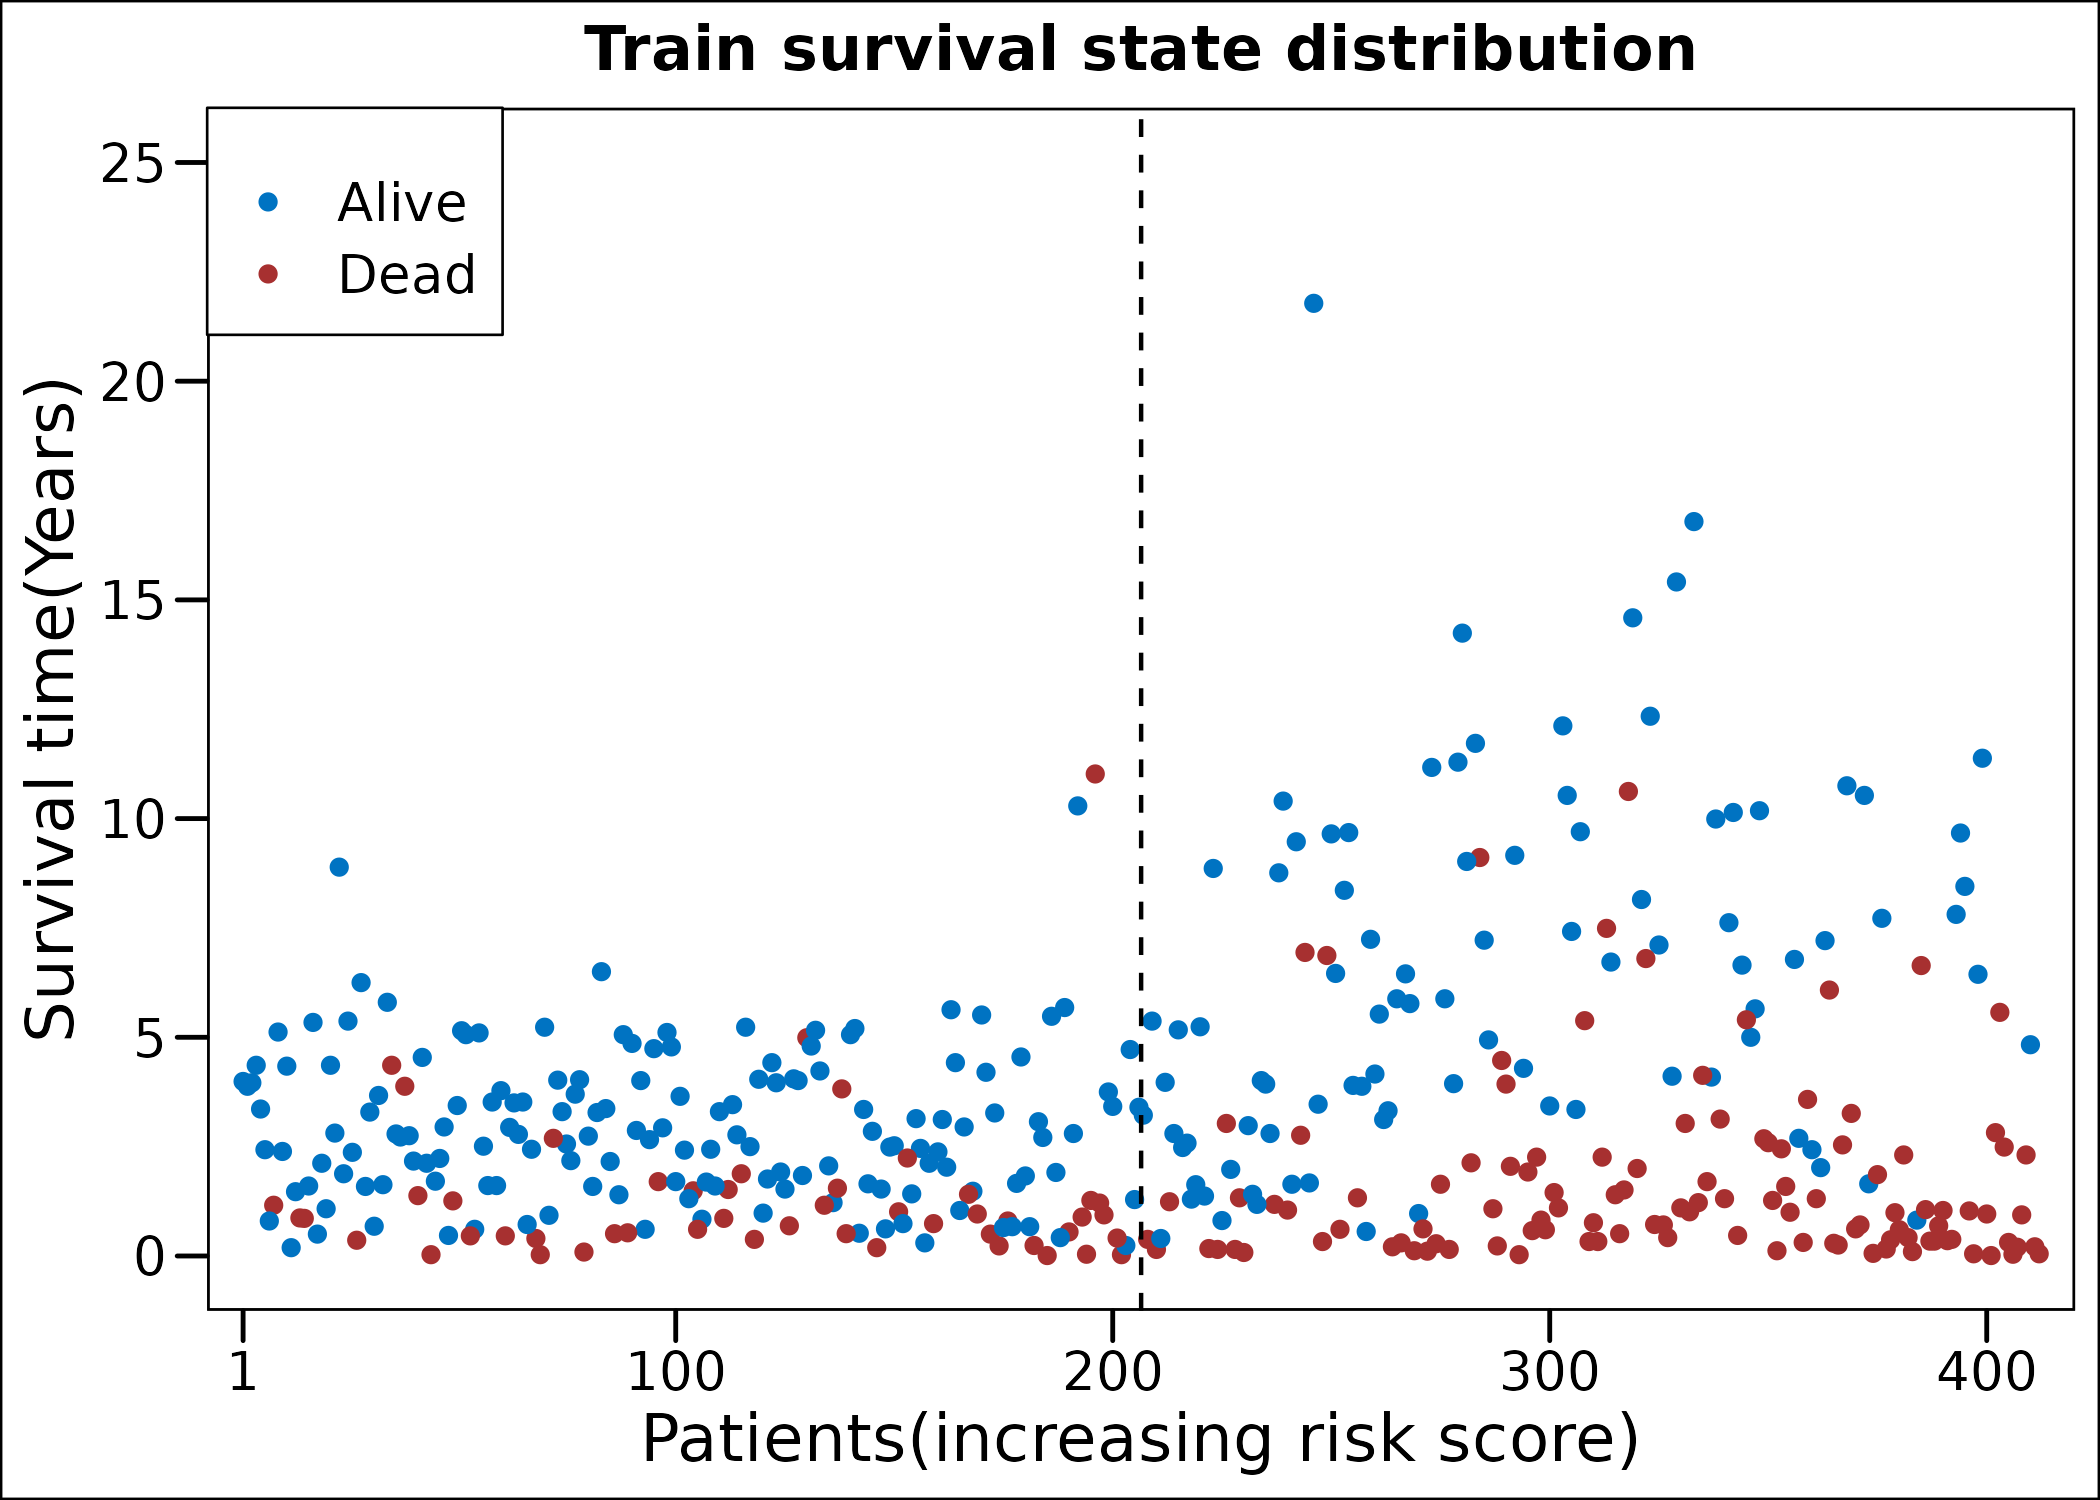 Train survival state distribution
Alive
Dead
25
20
15
10
5
0
Survival time(Years)
1 100 200 300 400
Patients(increasing risk score)